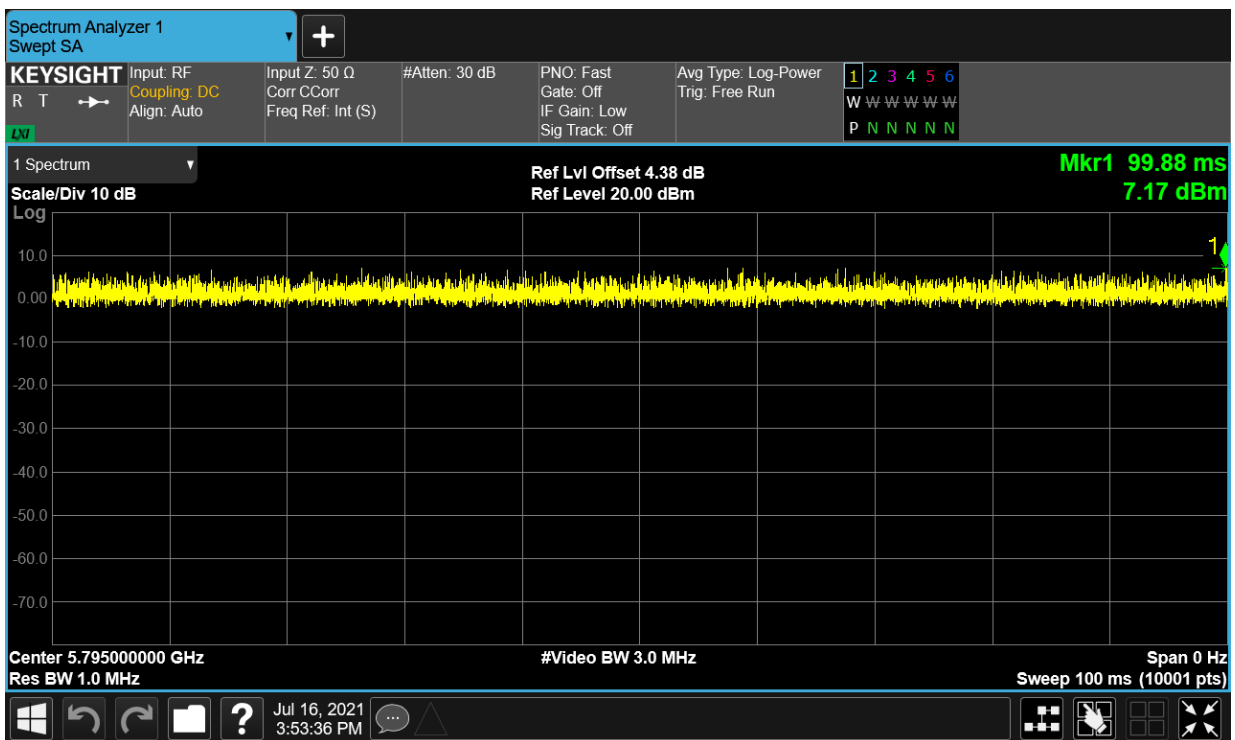 Spectrum Analyzer 1
Swept SA
KEYSIGHT
R T
LXI
Input: RF
Coupling: DC
Align: Auto
Input Z: 50 Ω
Corr CCorr
Freq Ref: Int (S)
#Atten: 30 dB
PNO: Fast
Gate: Off
IF Gain: Low
Sig Track: Off
Avg Type: Log-Power
Trig: Free Run
1 2 3 4 5 6
W W W W W W
P N N N N N
1 Spectrum
Scale/Div 10 dB
Log
Ref Lvl Offset 4.38 dB
Ref Level 20.00 dBm
Mkr1 99.88 ms
7.17 dBm
1
10.0
0.00
-10.0
-20.0
-30.0
-40.0
-50.0
-60.0
-70.0
Center 5.795000000 GHz
Res BW 1.0 MHz
#Video BW 3.0 MHz
Span 0 Hz
Sweep 100 ms (10001 pts)
?
Jul 16, 2021
3:53:36 PM